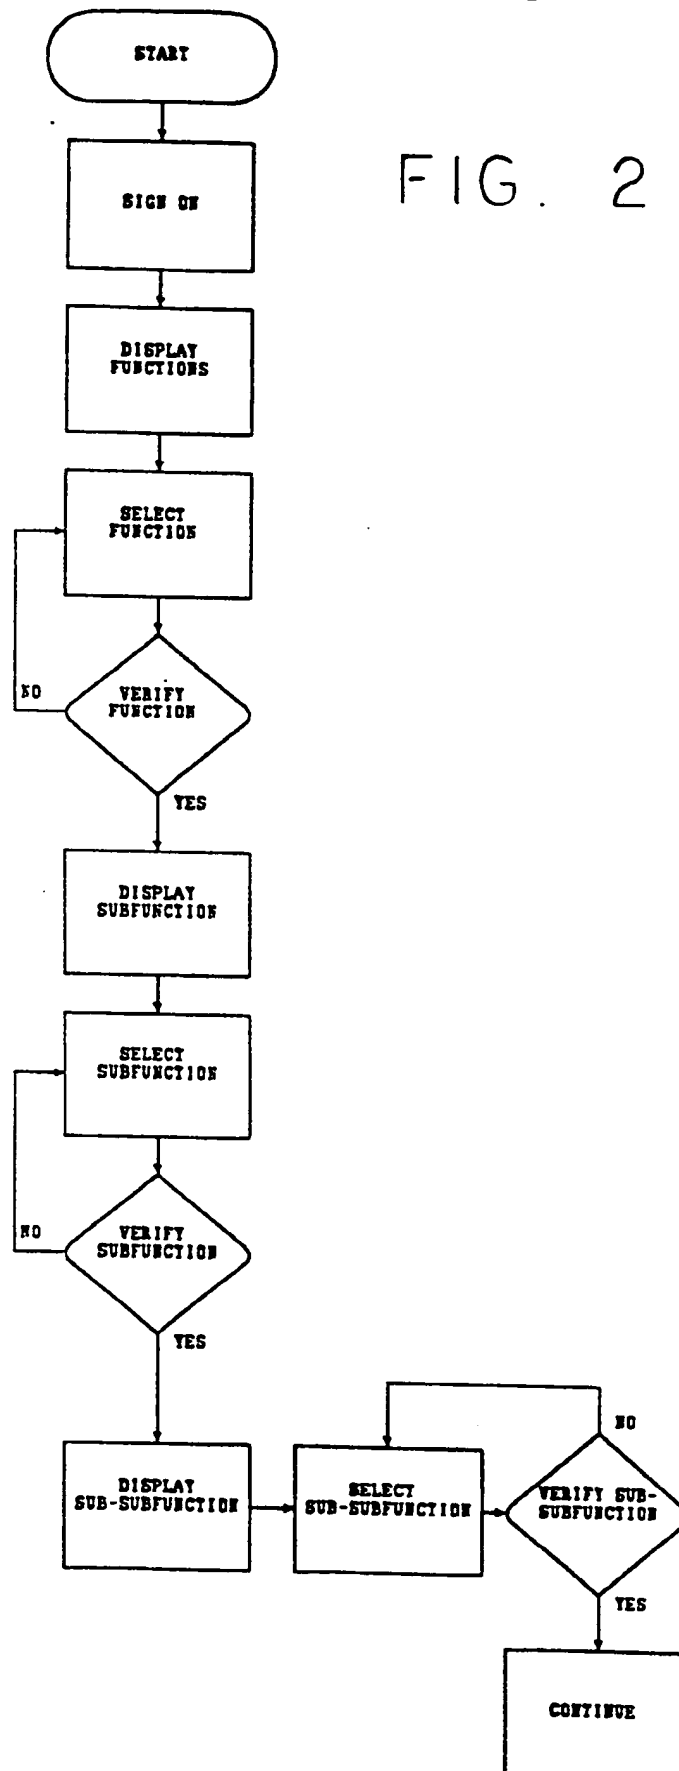 START
FIG. 2
SIGN ON
DISPLAY
FUNCTIONS
SELECT
FUNCTION
NO
VERIFY
FUNCTION
YES
DISPLAY
SUBFUNCTION
SELECT
SUBFUNCTION
NO
VERIFY
SUBFUNCTION
YES
DISPLAY
SUB-SUBFUNCTION
SELECT
SUB-SUBFUNCTION
NO
VERIFY SUB-
SUBFUNCTION
YES
CONTINUE